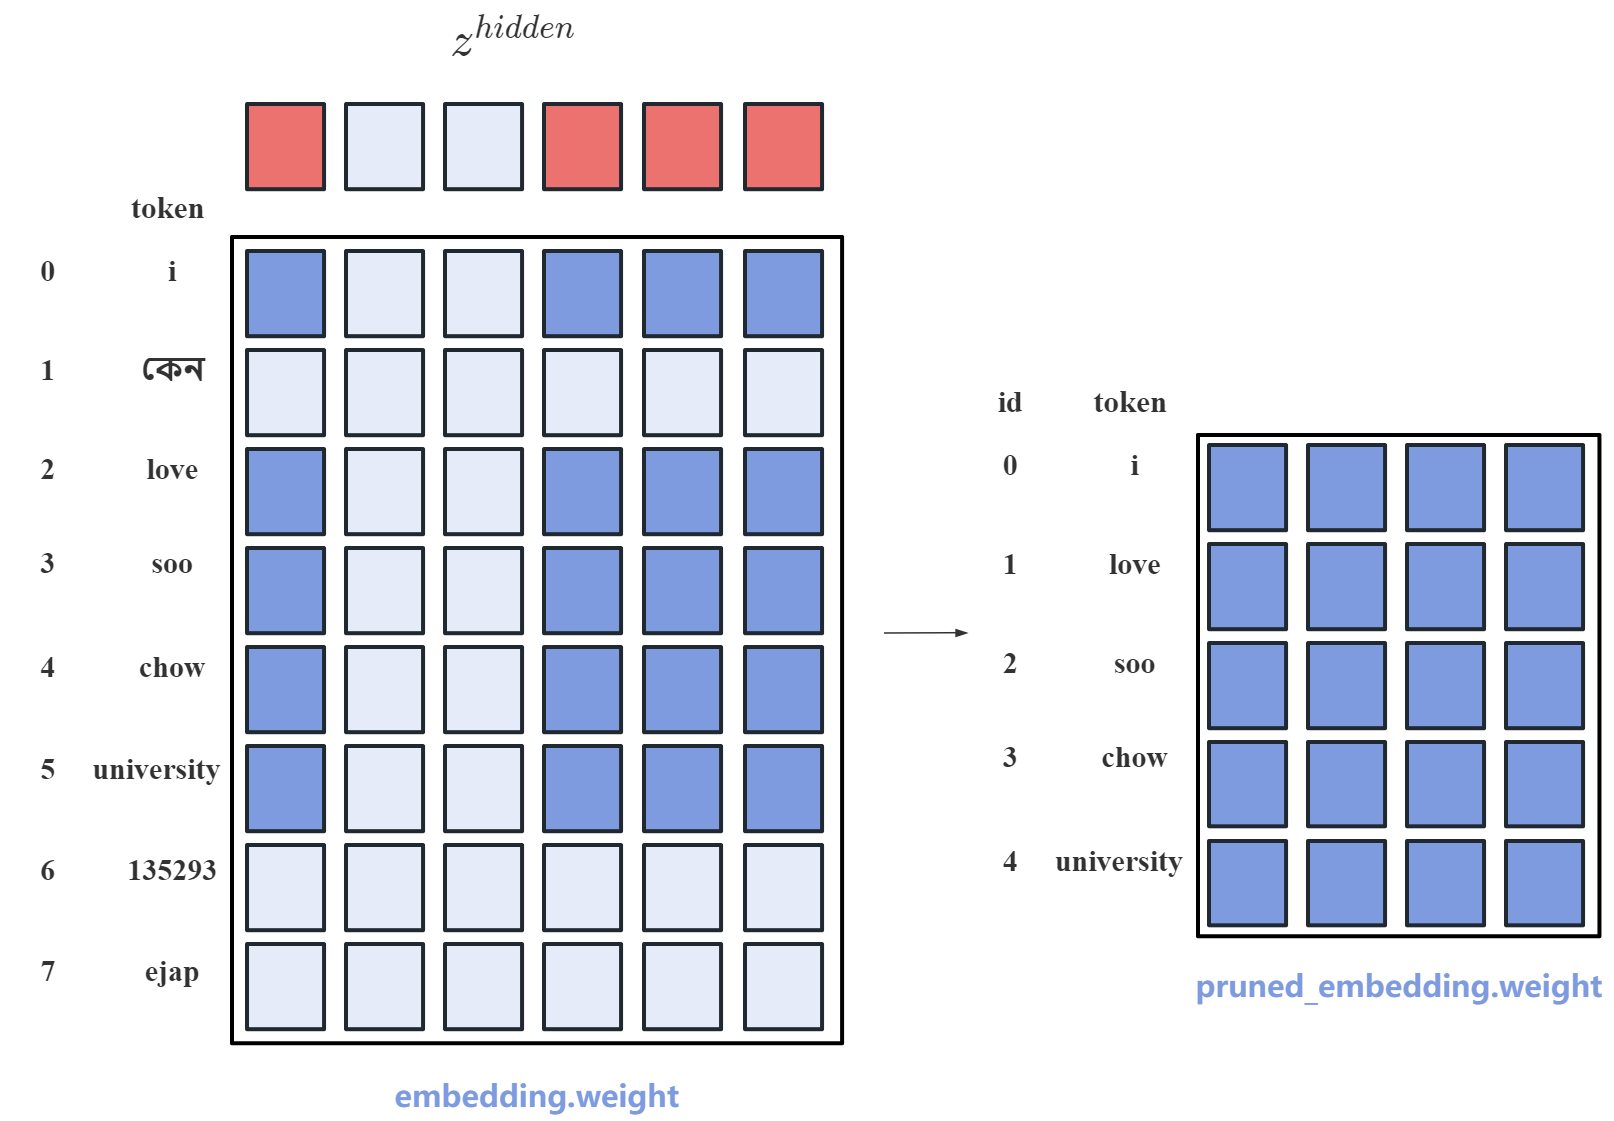 z^hidden
token
0 i
1 কেন
2 love
3 soo
4 chow
5 university
6 135293
7 ejap
embedding.weight
id token
0 i
1 love
2 soo
3 chow
4 university
pruned_embedding.weight